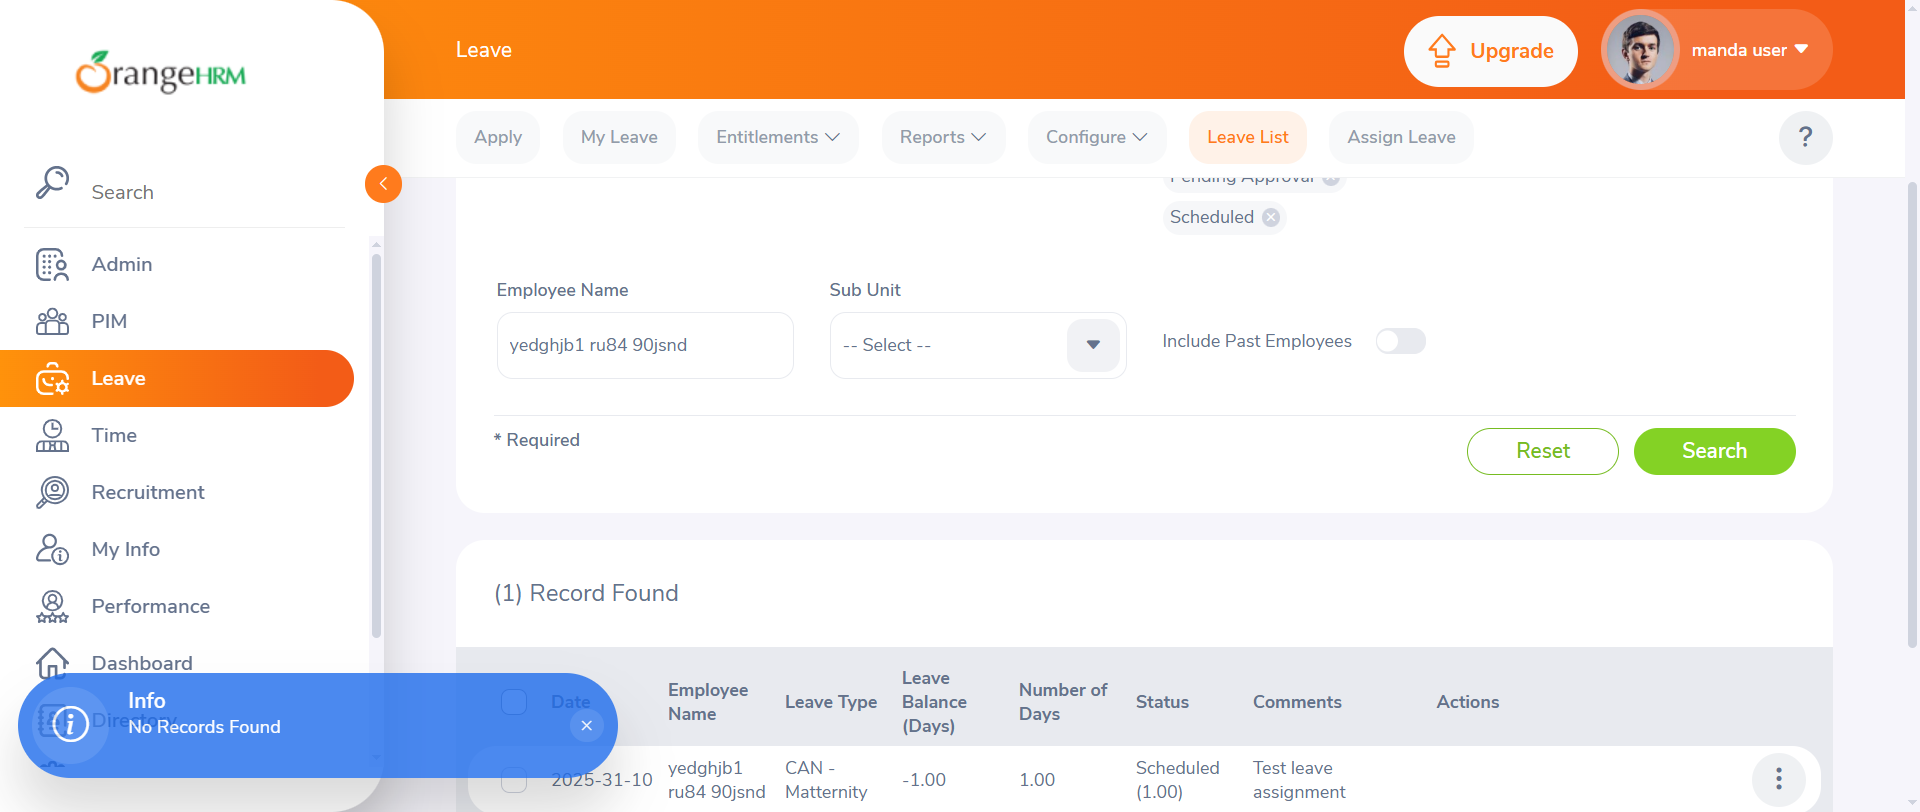 OrangeHRM
Search
Admin
PIM
Leave
Time
Recruitment
My Info
Performance
Dashboard
Directory
Info
No Records Found
Leave
Upgrade
manda user
Apply
My Leave
Entitlements
Reports
Configure
Leave List
Assign Leave
?
Pending Approval
Scheduled
Employee Name
Sub Unit
yedghjb1 ru84 90jsnd
-- Select --
Include Past Employees
* Required
Reset
Search
(1) Record Found
Date
Employee
Name
Leave Type
Leave
Balance
(Days)
Number of
Days
Status
Comments
Actions
2025-31-10
yedghjb1
ru84 90jsnd
CAN -
Matternity
-1.00
1.00
Scheduled
(1.00)
Test leave
assignment